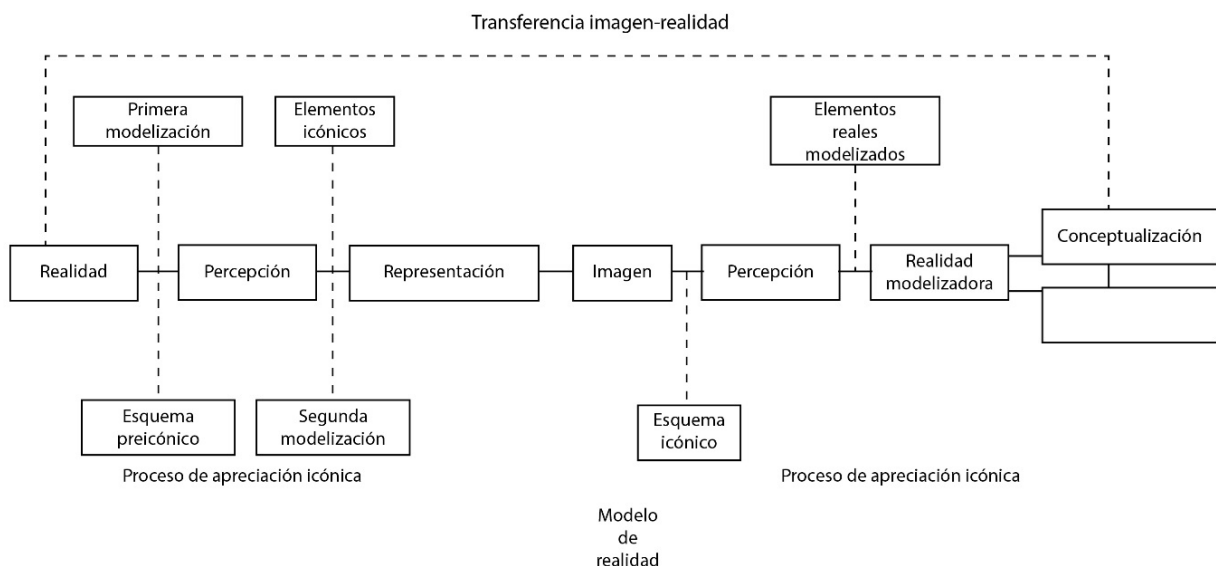 Transferencia imagen-realidad
Primera
modelización
Elementos
icónicos
Elementos
reales
modelizados
Realidad
Percepción
Representación
Imagen
Percepción
Realidad
modelizadora
Conceptualización
Esquema
preicónico
Segunda
modelización
Esquema
icónico
Proceso de apreciación icónica
Proceso de apreciación icónica
Modelo
de
realidad